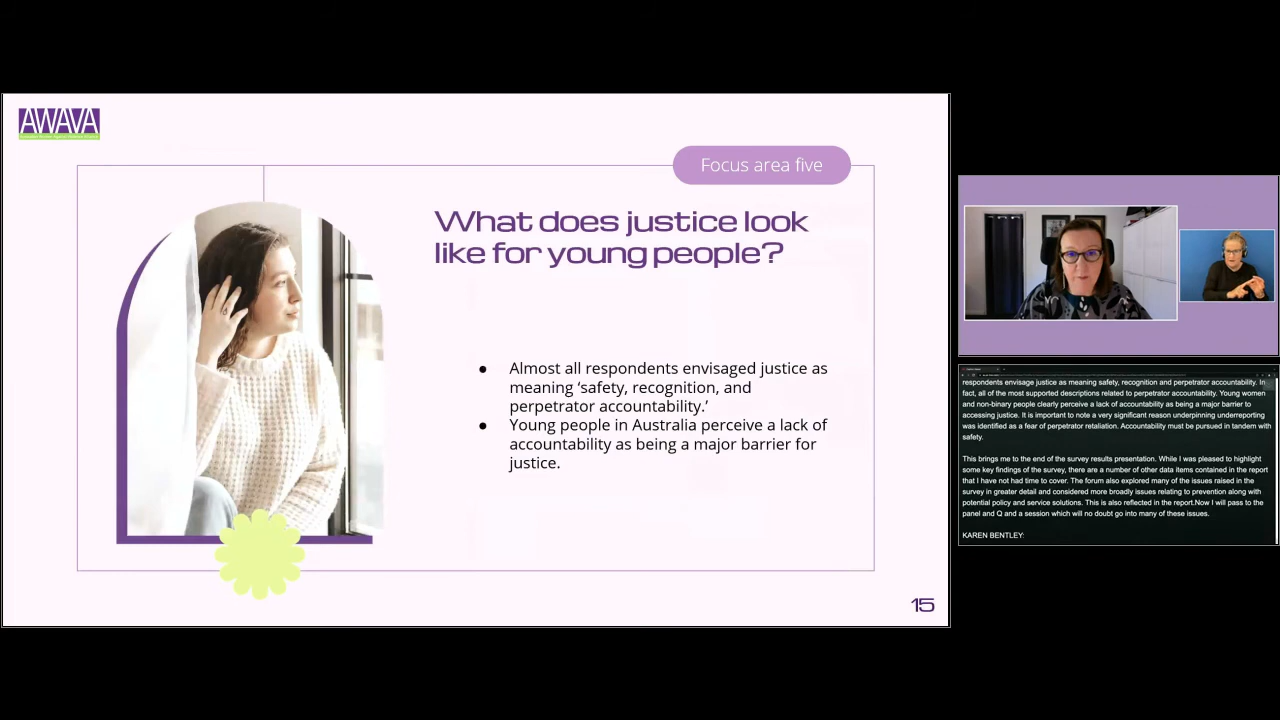 AWAVA
Focus area five
What does justice look
like for young people?
● Almost all respondents envisaged justice as
meaning ‘safety, recognition, and
perpetrator accountability.’
● Young people in Australia perceive a lack of
accountability as being a major barrier for
justice.
15
respondents envisage justice as meaning safety, recognition and perpetrator accountability. In
fact, all of the most supported descriptions related to perpetrator accountability. Young women
and non-binary people clearly perceive a lack of accountability as being a major barrier to
accessing justice. It is important to note a very significant reason underpinning underreporting
was identified as a fear of perpetrator retaliation. Accountability must be pursued in tandem with
safety.
This brings me to the end of the survey results presentation. While I was pleased to highlight
some key findings of the survey, there are a number of other data items contained in the report
that I have not had time to cover. The forum also explored many of the issues raised in the
survey in greater detail and considered more broadly issues relating to prevention along with
potential policy and service solutions. This is also reflected in the report.Now I will pass to the
panel and Q and a session which will no doubt go into many of these issues.
KAREN BENTLEY: